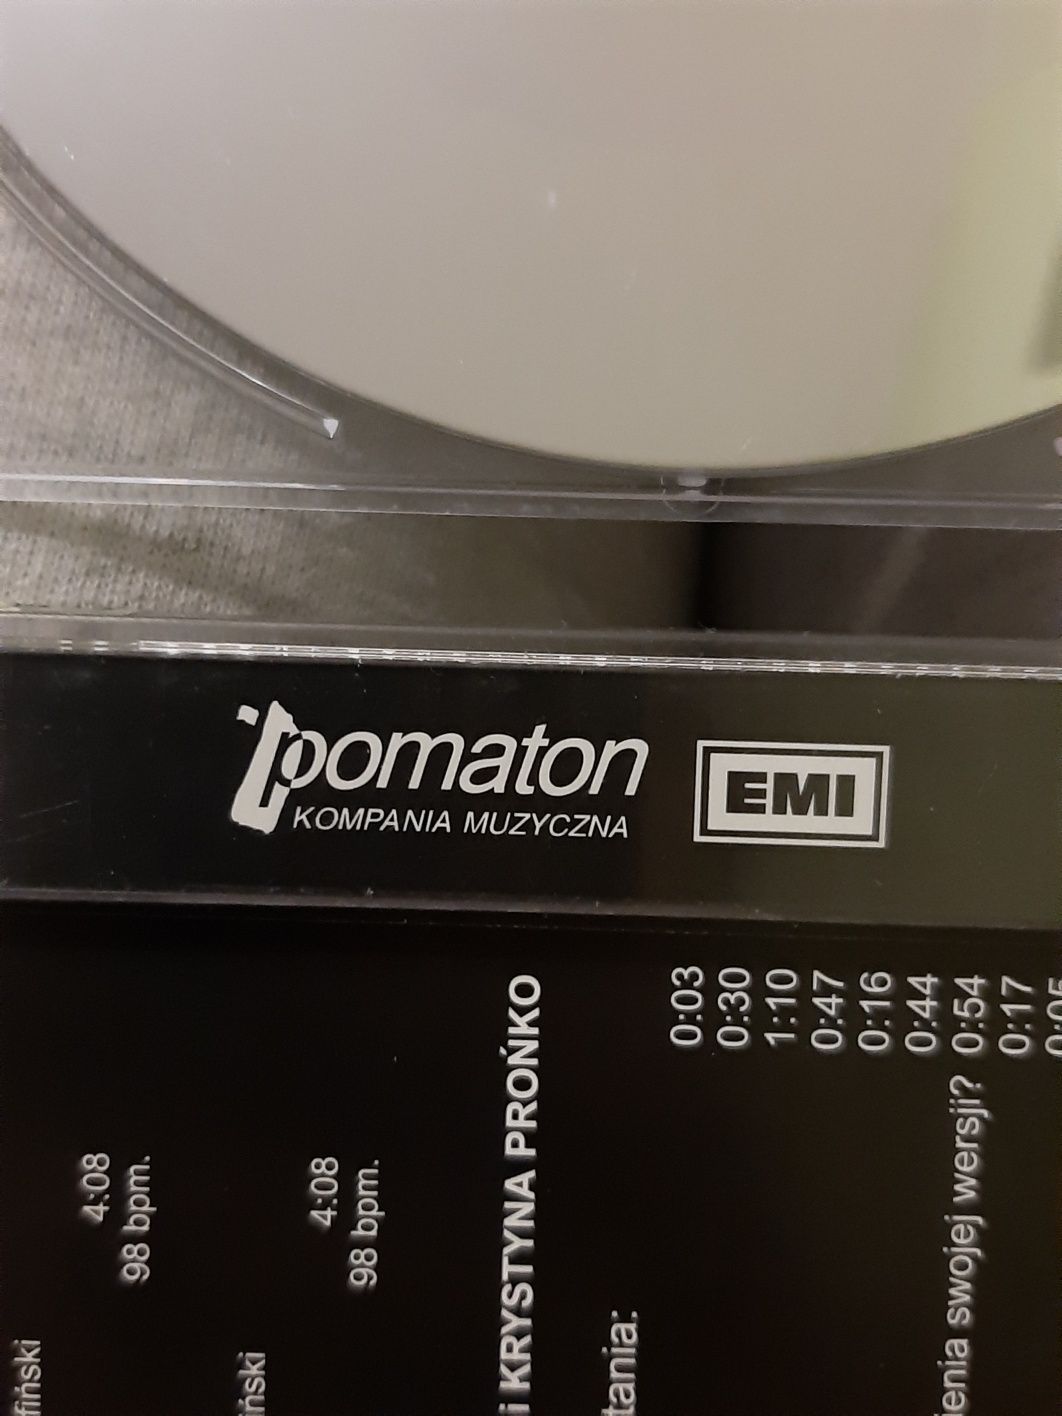 pomaton
KOMPANIA MUZYCZNA
EMI
4:08
98 bpm.
4:08
98 bpm.
i KRYSTYNA PROŃKO
0:03
0:30
1:10
0:47
0:16
0:44
swojej wersji? 0:54
0:17